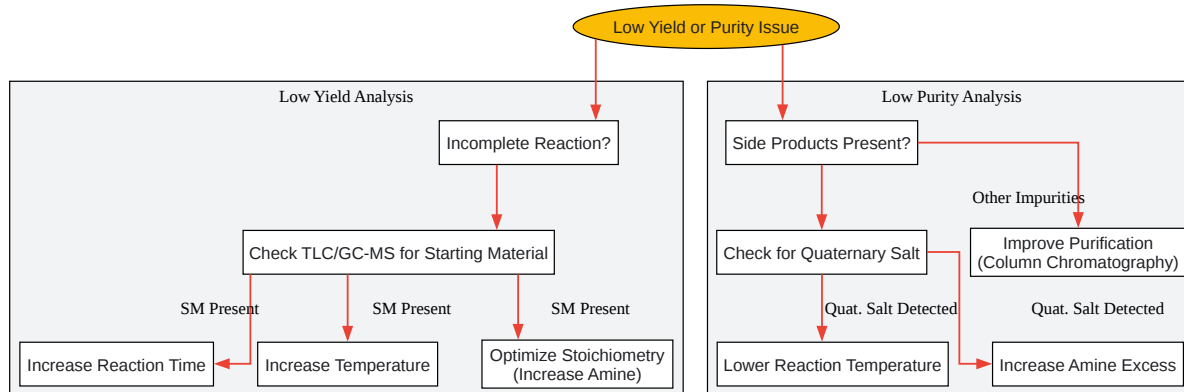 Low Yield or Purity Issue
Low Yield Analysis
Low Purity Analysis
Incomplete Reaction?
Side Products Present?
Other Impurities
Check TLC/GC-MS for Starting Material
Check for Quaternary Salt
Improve Purification
(Column Chromatography)
SM Present
SM Present
SM Present
Quat. Salt Detected
Quat. Salt Detected
Increase Reaction Time
Increase Temperature
Optimize Stoichiometry
(Increase Amine)
Lower Reaction Temperature
Increase Amine Excess